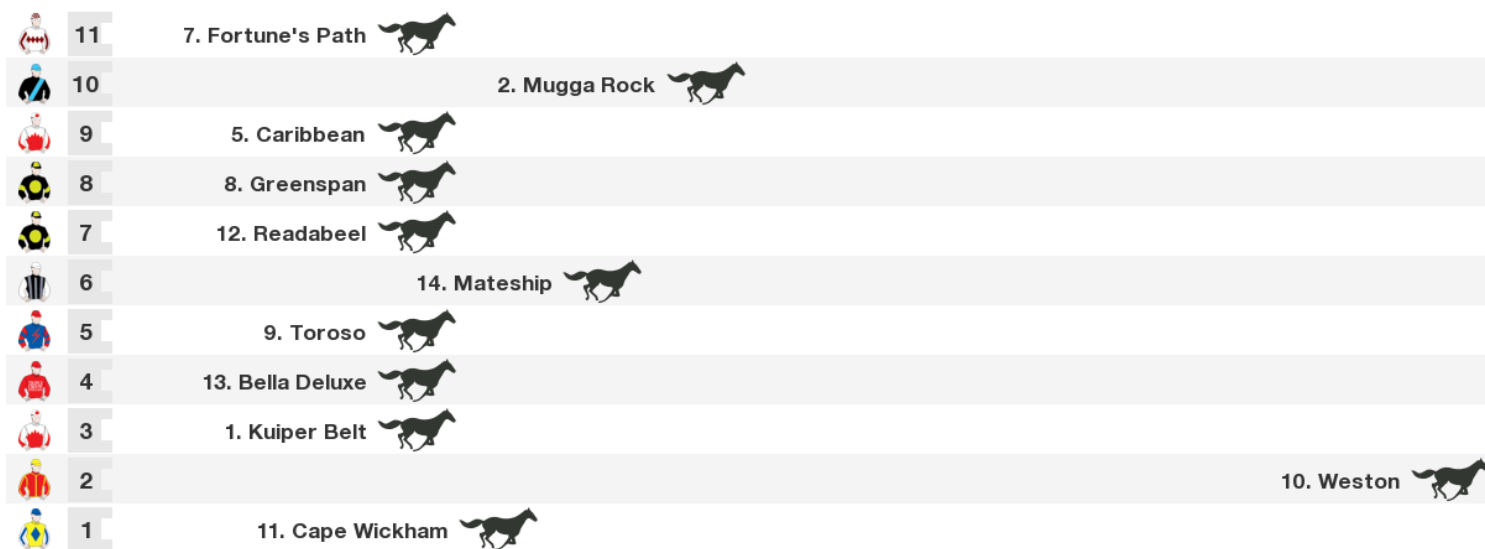 11 7. Fortune's Path
10 2. Mugga Rock
9 5. Caribbean
8 8. Greenspan
7 12. Readabeel
6 14. Mateship
5 9. Toroso
4 13. Bella Deluxe
3 1. Kuiper Belt
2 10. Weston
1 11. Cape Wickham